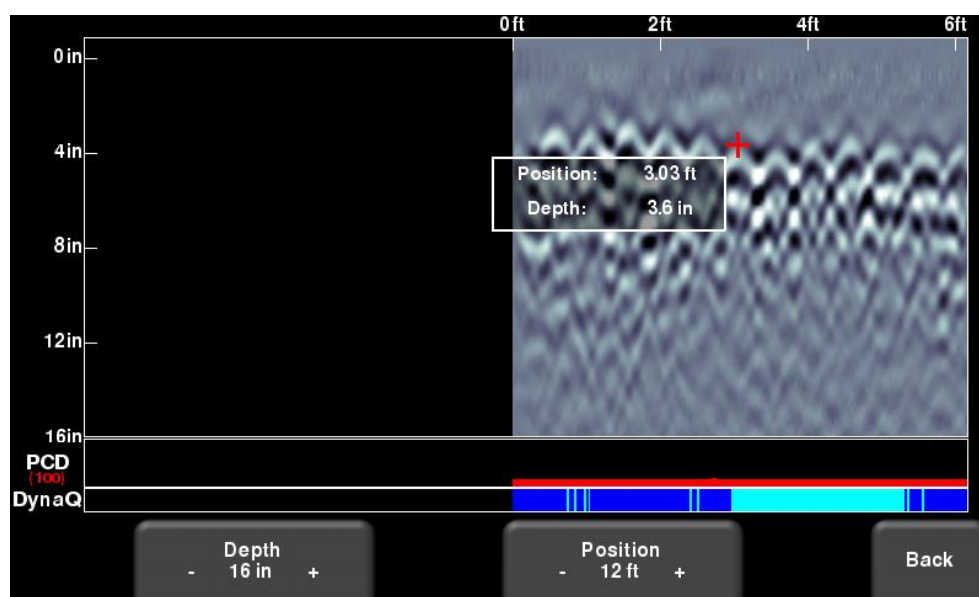 0ft 2ft 4ft 6ft
0in
4in
Position: 3.03 ft
Depth: 3.6 in
8in
12in
16in
PCD
(100)
DynaQ
Depth
- 16 in +
Position
- 12 ft +
Back